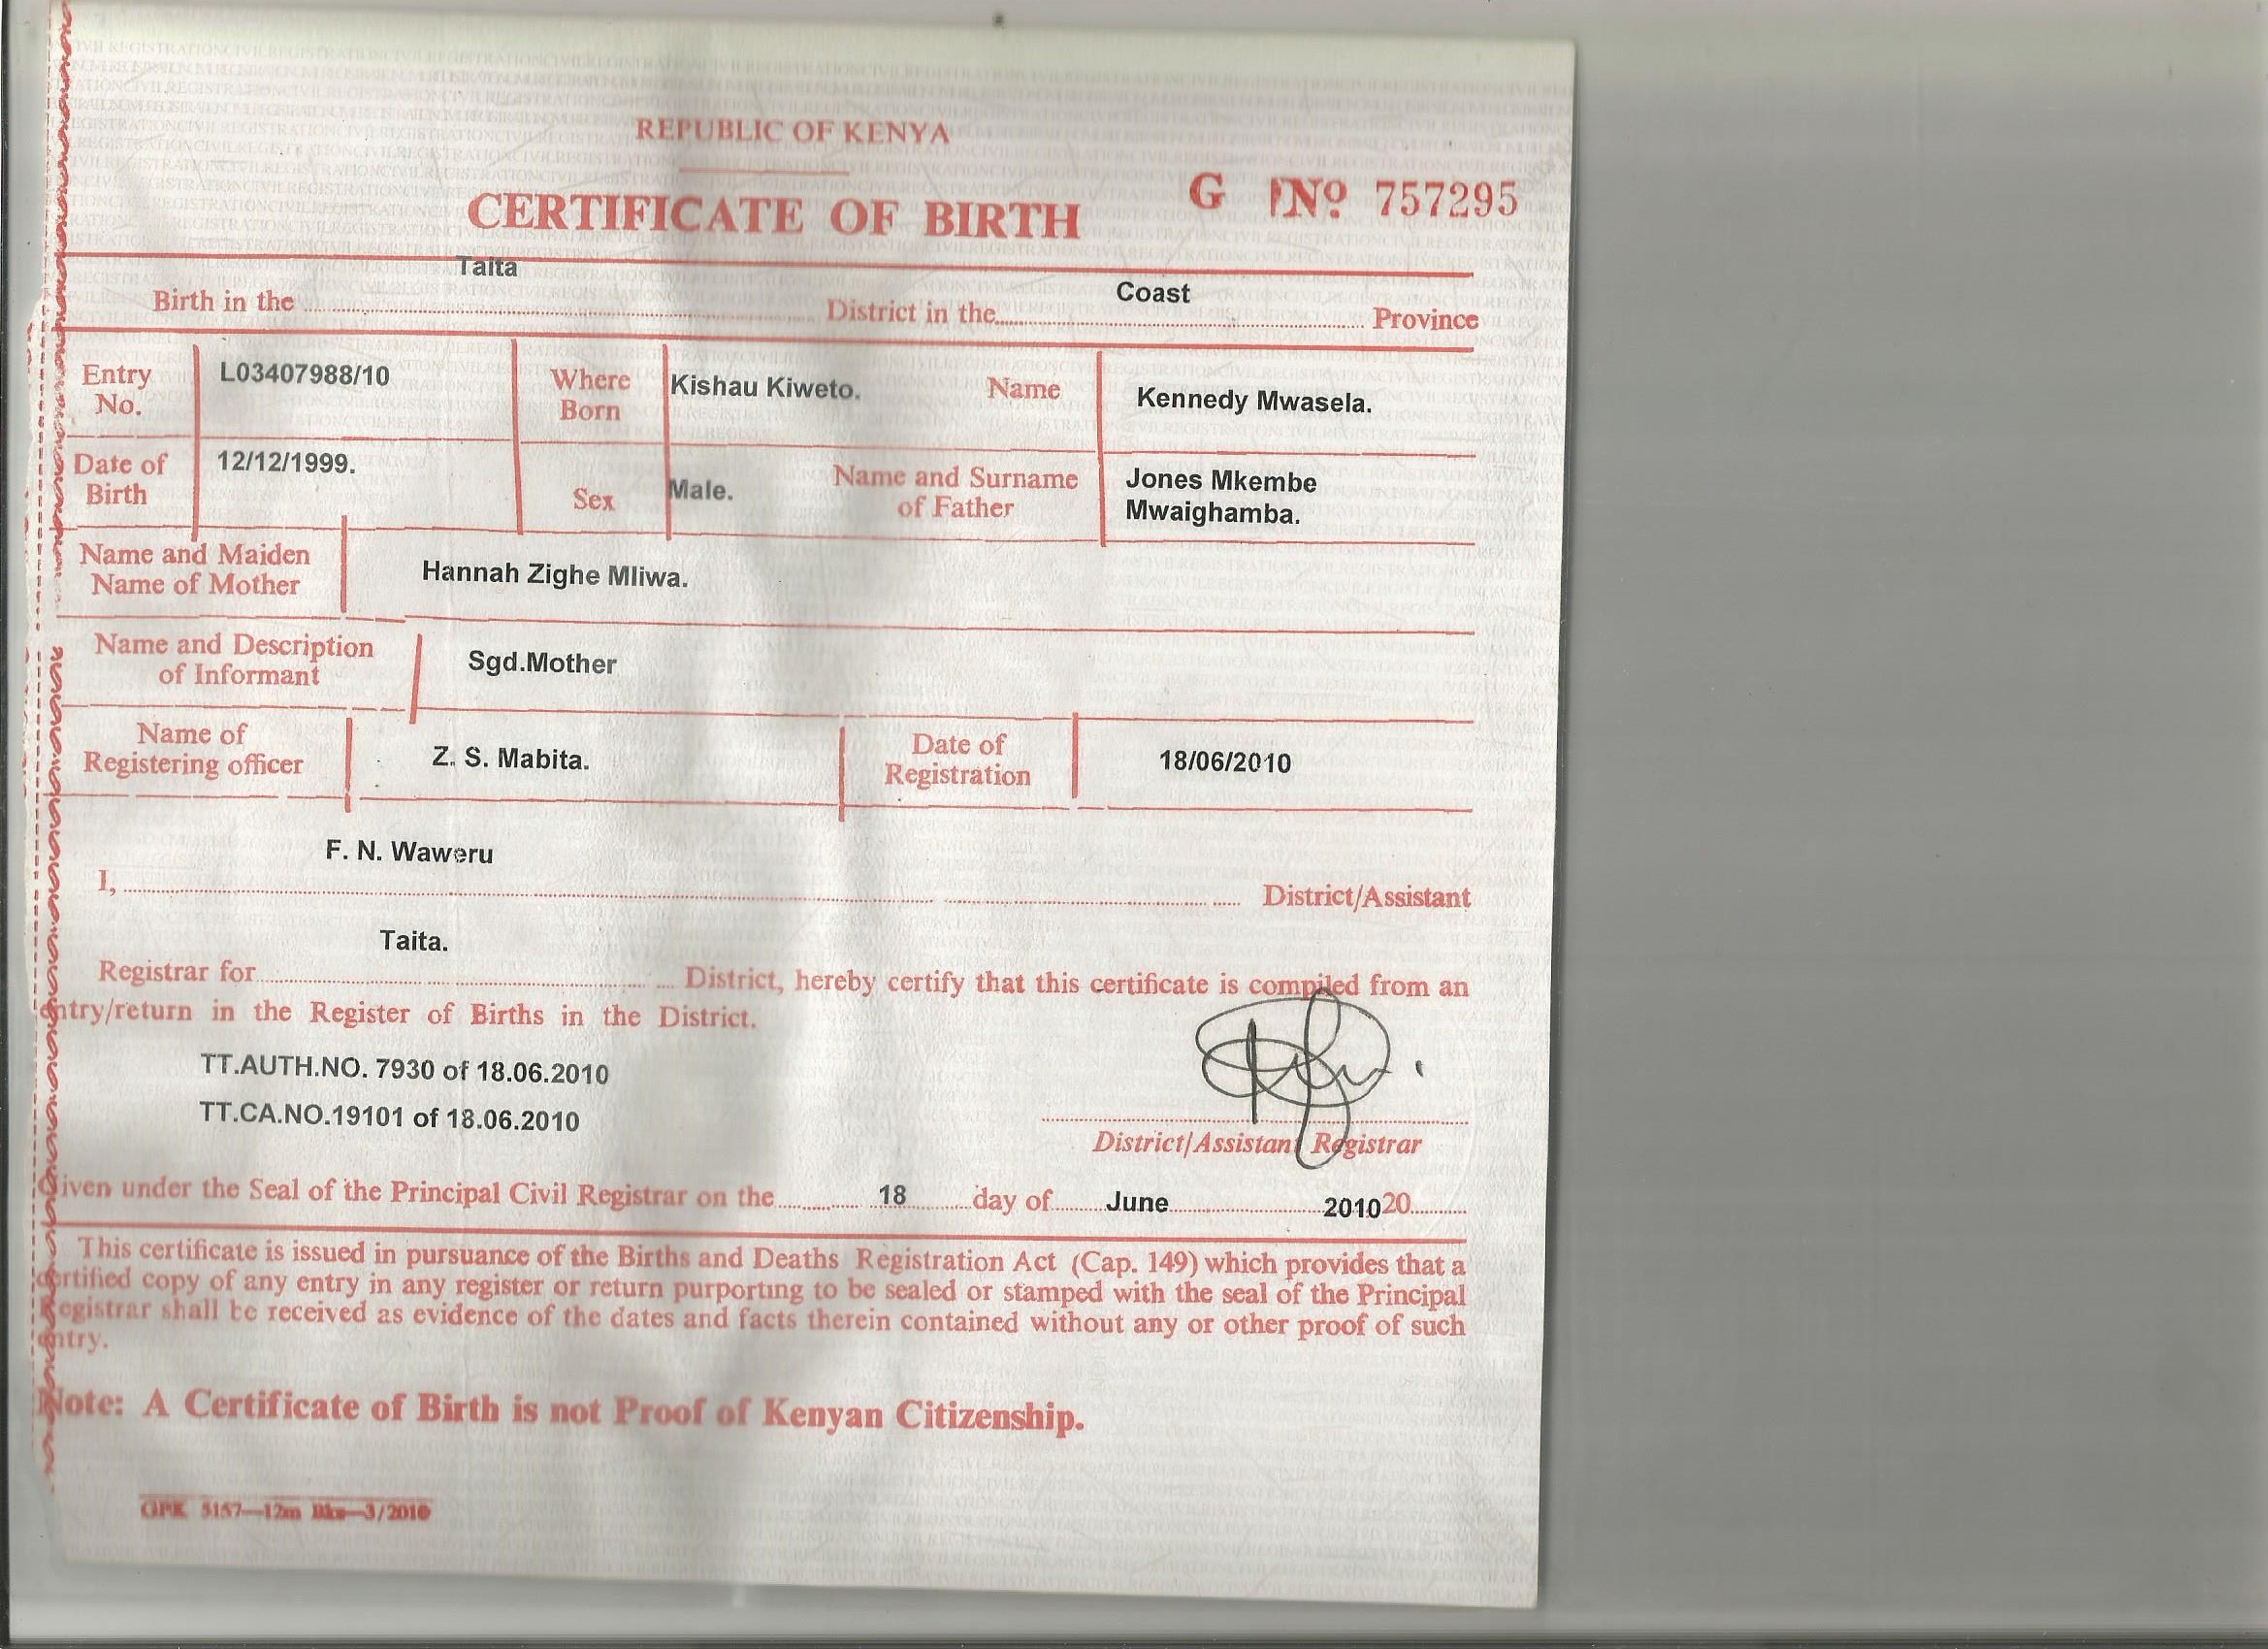 REPUBLIC OF KENYA
CERTIFICATE OF BIRTH
G No 757295
Birth in the Taita District in the Coast Province
Entry No. L03407988/10 Where Born Kishau Kiweto. Name Kennedy Mwasela.
Date of Birth 12/12/1999. Sex Male. Name and Surname of Father Jones Mkembe Mwaighamba.
Name and Maiden Name of Mother Hannah Zighe Mliwa.
Name and Description of Informant Sgd.Mother
Name of Registering officer Z. S. Mabita. Date of Registration 18/06/2010
I, F. N. Waweru District/Assistant
Registrar for Taita. District, hereby certify that this certificate is compiled from an
entry/return in the Register of Births in the District.
TT.AUTH.NO. 7930 of 18.06.2010
TT.CA.NO.19101 of 18.06.2010
District/Assistant Registrar
Given under the Seal of the Principal Civil Registrar on the 18 day of June 2010 20
This certificate is issued in pursuance of the Births and Deaths Registration Act (Cap. 149) which provides that a
certified copy of any entry in any register or return purporting to be sealed or stamped with the seal of the Principal
Registrar shall be received as evidence of the dates and facts therein contained without any or other proof of such
entry.
Note: A Certificate of Birth is not Proof of Kenyan Citizenship.
GPK 5157—12m Bks—3/2010